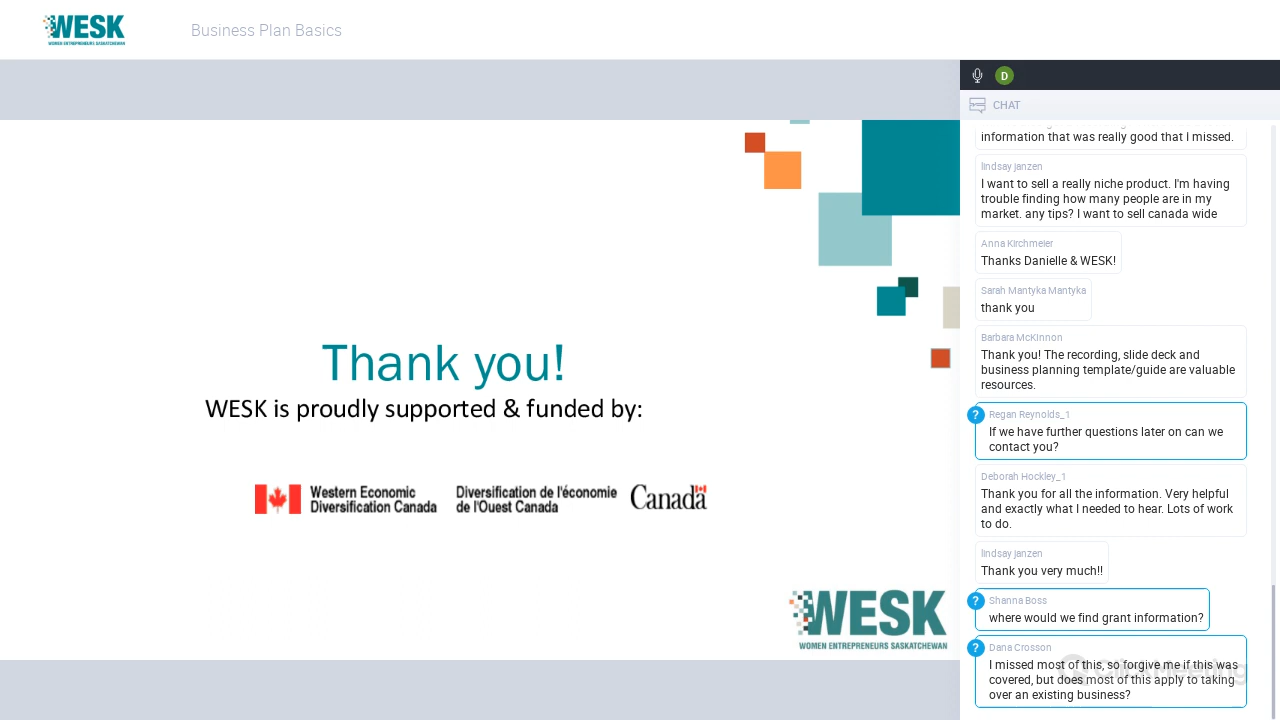 WESK
WOMEN ENTREPRENEURS SASKATCHEWAN
Business Plan Basics
Thank you!
WESK is proudly supported & funded by:
Western Economic
Diversification Canada
Diversification de l'économie
de l'Ouest Canada
Canada
WESK
WOMEN ENTREPRENEURS SASKATCHEWAN
D
CHAT
information that was really good that I missed.
lindsay janzen
I want to sell a really niche product. I'm having
trouble finding how many people are in my
market. any tips? I want to sell canada wide
Anna Kirchmeier
Thanks Danielle & WESK!
Sarah Mantyka Mantyka
thank you
Barbara McKinnon
Thank you! The recording, slide deck and
business planning template/guide are valuable
resources.
?
Regan Reynolds_1
If we have further questions later on can we
contact you?
Deborah Hockley_1
Thank you for all the information. Very helpful
and exactly what I needed to hear. Lots of work
to do.
lindsay janzen
Thank you very much!!
?
Shanna Boss
where would we find grant information?
?
Dana Crosson
I missed most of this, so forgive me if this was
covered, but does most of this apply to taking
over an existing business?
ClickMeeting